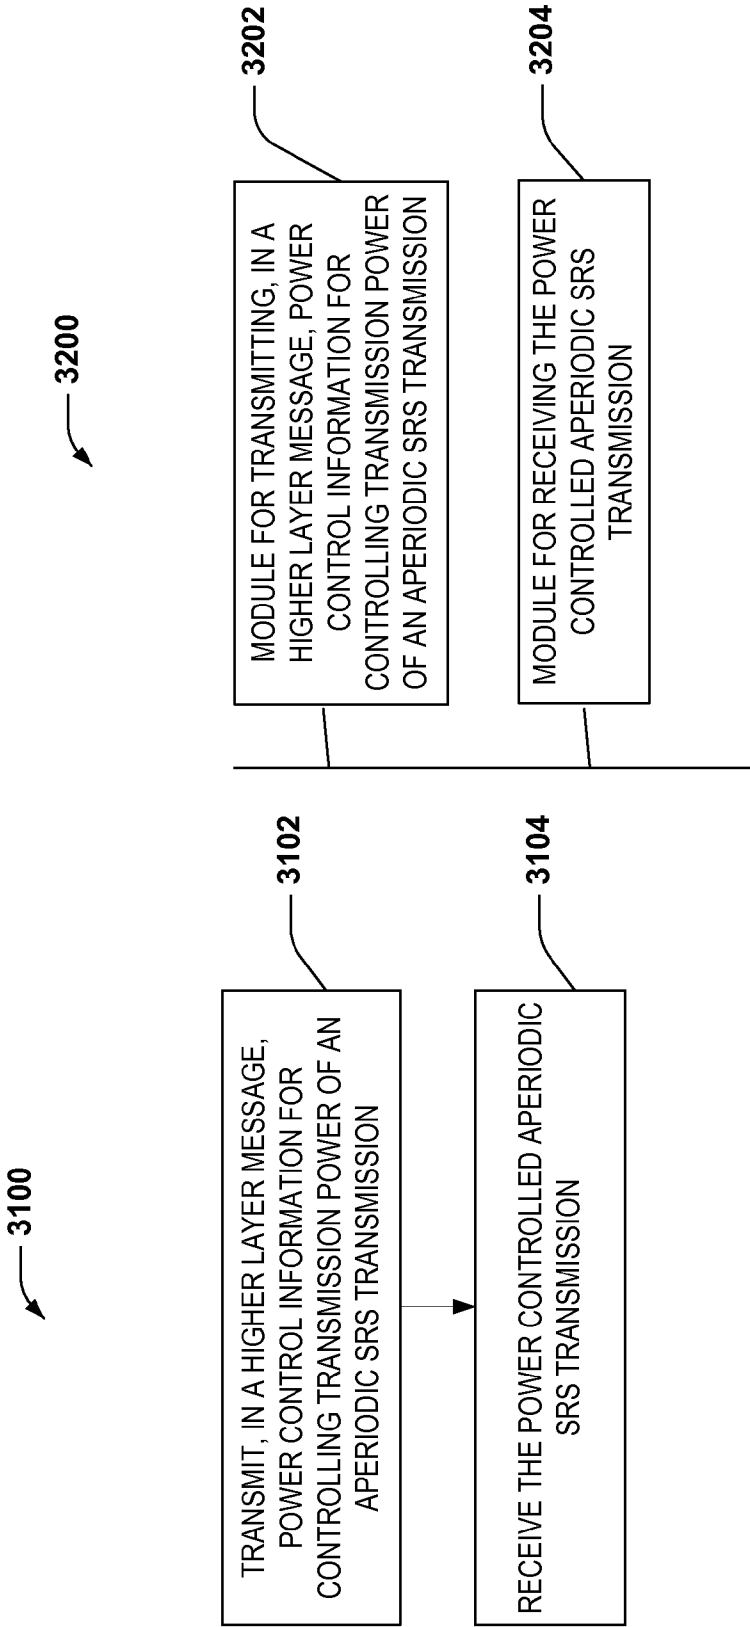 3100
TRANSMIT, IN A HIGHER LAYER MESSAGE,
POWER CONTROL INFORMATION FOR
CONTROLLING TRANSMISSION POWER OF AN
APERIODIC SRS TRANSMISSION
3102
RECEIVE THE POWER CONTROLLED APERIODIC
SRS TRANSMISSION
3104
3200
MODULE FOR TRANSMITTING, IN A
HIGHER LAYER MESSAGE, POWER
CONTROL INFORMATION FOR
CONTROLLING TRANSMISSION POWER
OF AN APERIODIC SRS TRANSMISSION
3202
MODULE FOR RECEIVING THE POWER
CONTROLLED APERIODIC SRS
TRANSMISSION
3204